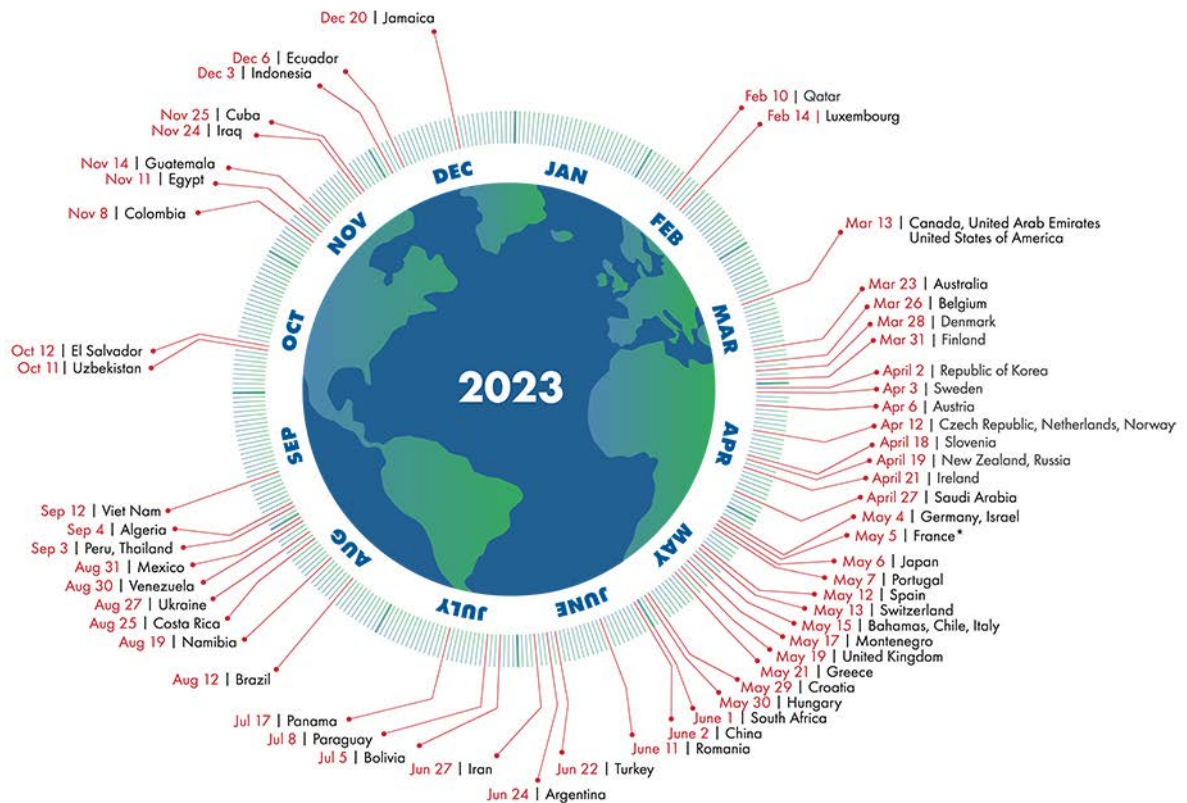 Dec 20 | Jamaica
Dec 6 | Ecuador
Dec 3 | Indonesia
Nov 25 | Cuba
Nov 24 | Iraq
Nov 14 | Guatemala
Nov 11 | Egypt
Nov 8 | Colombia
Oct 12 | El Salvador
Oct 11 | Uzbekistan
Sep 12 | Viet Nam
Sep 4 | Algeria
Sep 3 | Peru, Thailand
Aug 31 | Mexico
Aug 30 | Venezuela
Aug 27 | Ukraine
Aug 25 | Costa Rica
Aug 19 | Namibia
Aug 12 | Brazil
Jul 17 | Panama
Jul 8 | Paraguay
Jul 5 | Bolivia
Jun 27 | Iran
Jun 24 | Argentina
Jun 22 | Turkey
Feb 10 | Qatar
Feb 14 | Luxembourg
Mar 13 | Canada, United Arab Emirates
United States of America
Mar 23 | Australia
Mar 26 | Belgium
Mar 28 | Denmark
Mar 31 | Finland
April 2 | Republic of Korea
Apr 3 | Sweden
Apr 6 | Austria
Apr 12 | Czech Republic, Netherlands, Norway
April 18 | Slovenia
April 19 | New Zealand, Russia
April 21 | Ireland
April 27 | Saudi Arabia
May 4 | Germany, Israel
May 5 | France*
May 6 | Japan
May 7 | Portugal
May 12 | Spain
May 13 | Switzerland
May 15 | Bahamas, Chile, Italy
May 17 | Montenegro
May 19 | United Kingdom
May 21 | Greece
May 29 | Croatia
May 30 | Hungary
June 1 | South Africa
June 2 | China
June 11 | Romania
JAN
FEB
MAR
APR
MAY
JUNE
JULY
AUG
SEP
OCT
NOV
DEC
2023